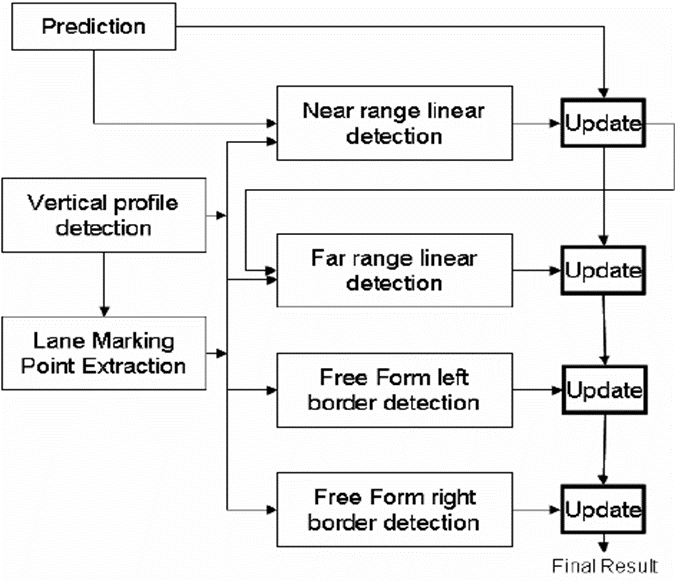 Prediction
Near range linear
detection
Update
Vertical profile
detection
Far range linear
detection
Update
Lane Marking
Point Extraction
Free Form left
border detection
Update
Free Form right
border detection
Update
Final Result